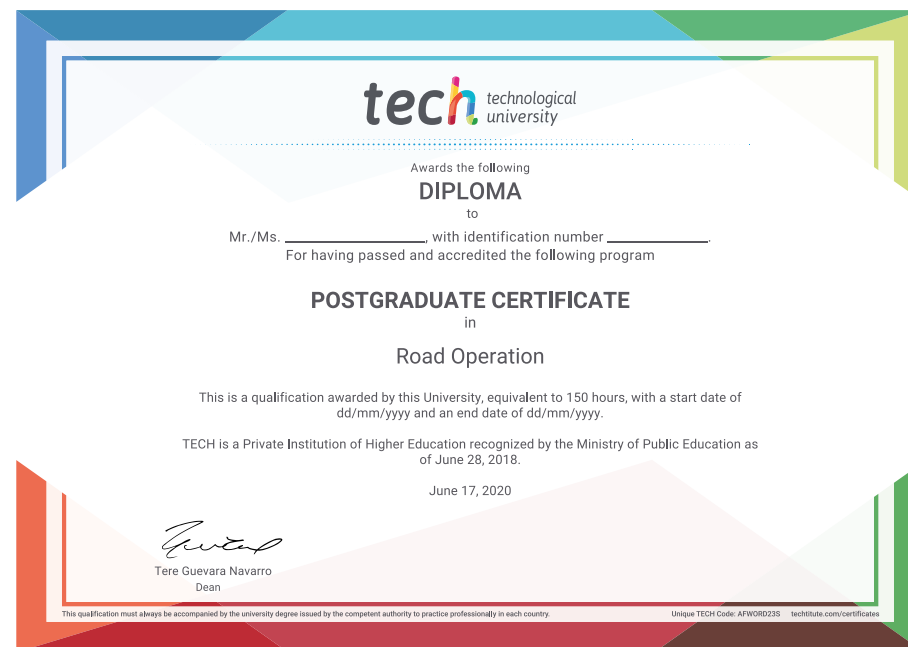 tech technological
university
Awards the following
DIPLOMA
to
Mr./Ms. ____________________, with identification number ______________.
For having passed and accredited the following program
POSTGRADUATE CERTIFICATE
in
Road Operation
This is a qualification awarded by this University, equivalent to 150 hours, with a start date of
dd/mm/yyyy and an end date of dd/mm/yyyy.
TECH is a Private Institution of Higher Education recognized by the Ministry of Public Education as
of June 28, 2018.
June 17, 2020
Tere Guevara Navarro
Dean
This qualification must always be accompanied by the university degree issued by the competent authority to practice professionally in each country. Unique TECH Code: AFWORD23S techtitute.com/certificates